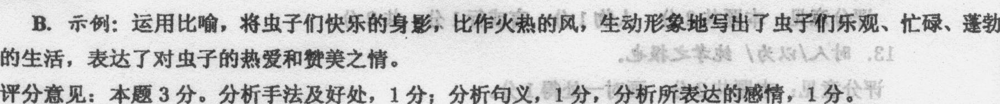 B. 示例：运用比喻，将虫子们快乐的身影，比作火热的风，生动形象地写出了虫子们乐观、忙碌、蓬勃
的生活，表达了对虫子的热爱和赞美之情。
评分意见：本题 3 分。分析手法及好处，1 分；分析句义，1 分，分析所表达的感情，1 分。